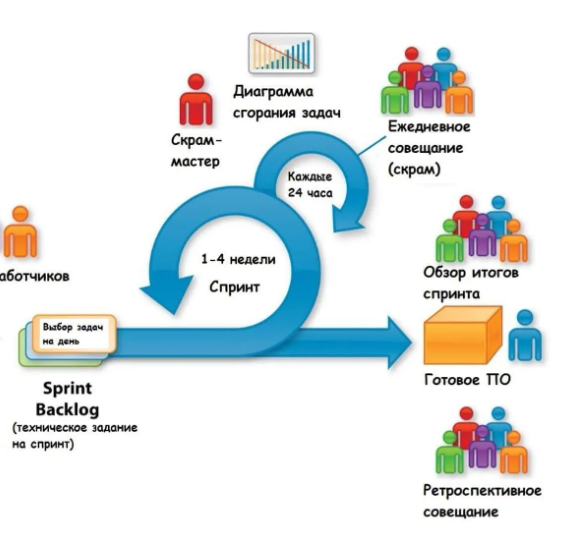 Диаграмма
сгорания задач
Скрам-
мастер
Ежедневное
совещание
(скрам)
Каждые
24 часа
аботчиков
1-4 недели
Спринт
Обзор итогов
спринта
Выбор задач
на день
Sprint
Backlog
(техническое задание
на спринт)
Готовое ПО
Ретроспективное
совещание